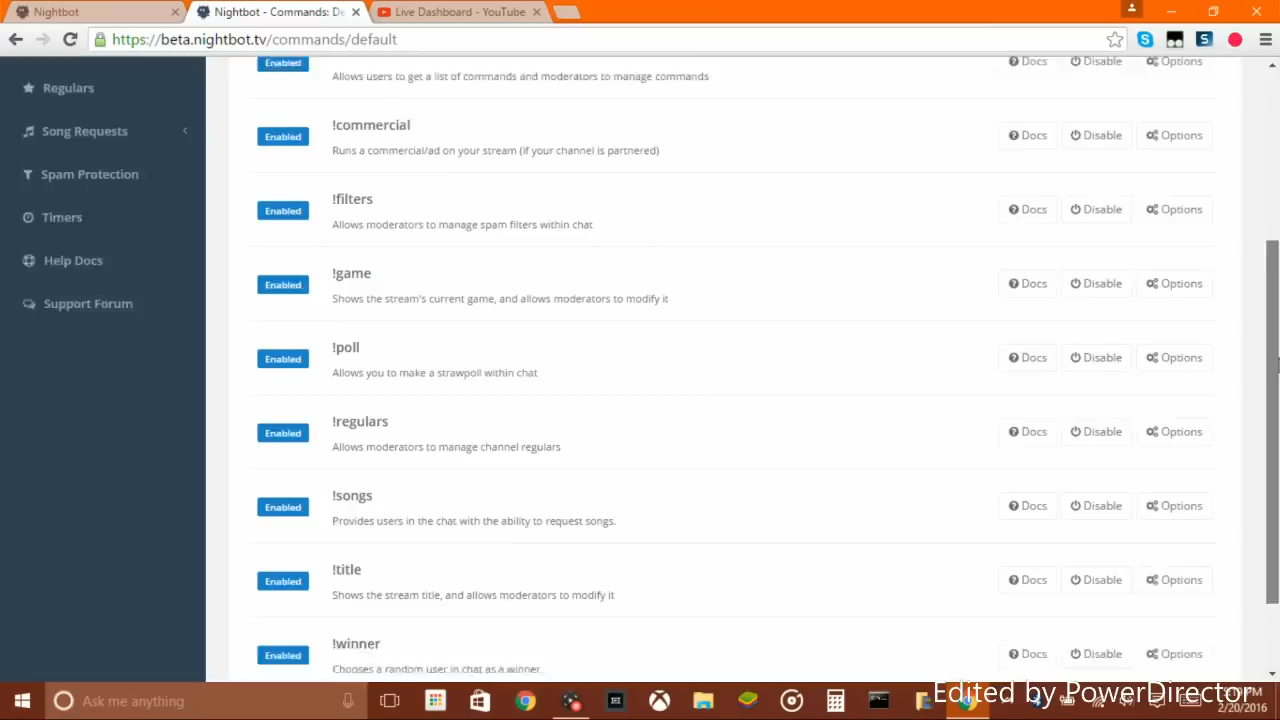 Nightbot
Nightbot - Commands: De
Live Dashboard - YouTube
https://beta.nightbot.tv/commands/default
Regulars
Song Requests
Spam Protection
Timers
Help Docs
Support Forum
Enabled
Allows users to get a list of commands and moderators to manage commands
Docs Disable Options
!commercial
Enabled Docs Disable Options
Runs a commercial/ad on your stream (if your channel is partnered)
!filters
Enabled Docs Disable Options
Allows moderators to manage spam filters within chat
!game
Enabled Docs Disable Options
Shows the stream's current game, and allows moderators to modify it
!poll
Enabled Docs Disable Options
Allows you to make a strawpoll within chat
!regulars
Enabled Docs Disable Options
Allows moderators to manage channel regulars
!songs
Enabled Docs Disable Options
Provides users in the chat with the ability to request songs.
!title
Enabled Docs Disable Options
Shows the stream title, and allows moderators to modify it
!winner
Enabled Docs Disable Options
Chooses a random user in chat as a winner.
Ask me anything
Edited by PowerDirector
2/20/2016